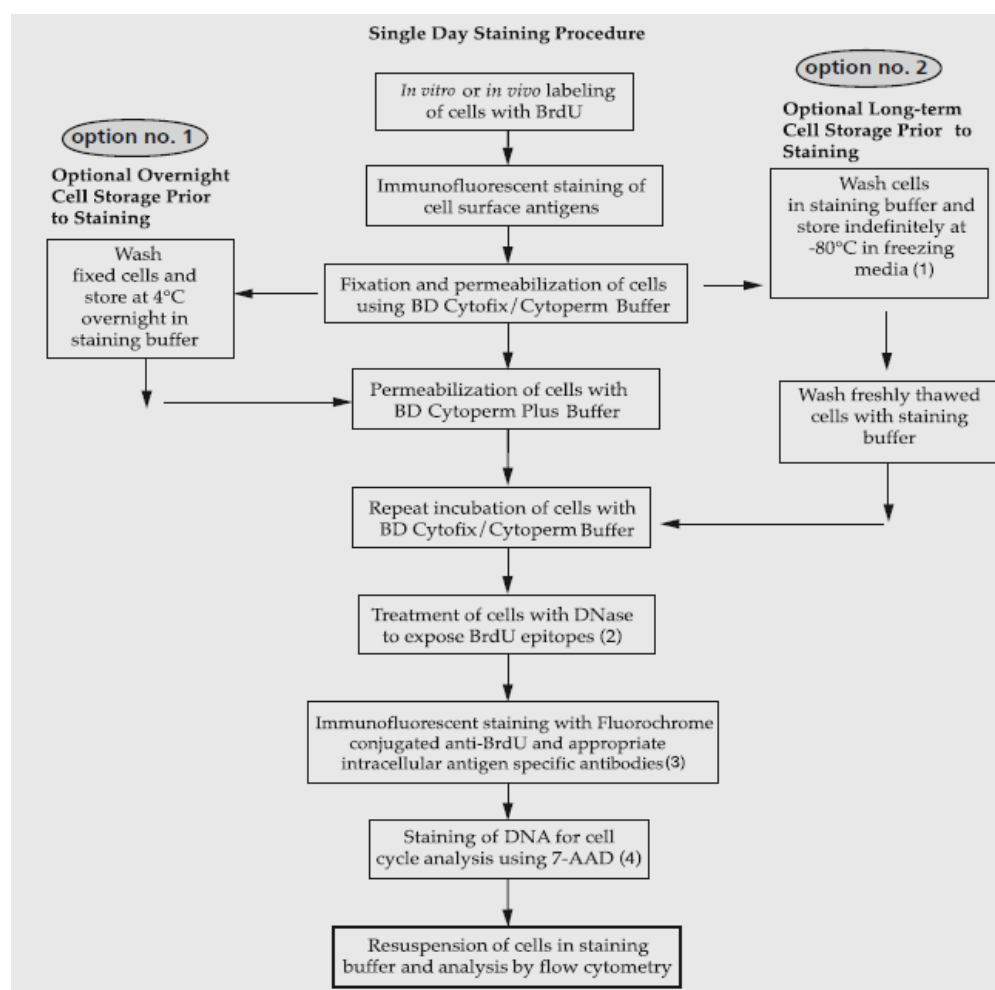 Single Day Staining Procedure
In vitro or in vivo labeling
of cells with BrdU
option no. 1
Optional Overnight
Cell Storage Prior
to Staining
option no. 2
Optional Long-term
Cell Storage Prior to
Staining
Immunofluorescent staining of
cell surface antigens
Wash
fixed cells and
store at 4°C
overnight in
staining buffer
Fixation and permeabilization of cells
using BD Cytofix/Cytoperm Buffer
Wash cells
in staining buffer and
store indefinitely at
-80°C in freezing
media (1)
Permeabilization of cells with
BD Cytoperm Plus Buffer
Wash freshly thawed
cells with staining
buffer
Repeat incubation of cells with
BD Cytofix/Cytoperm Buffer
Treatment of cells with DNase
to expose BrdU epitopes (2)
Immunofluorescent staining with Fluorochrome
conjugated anti-BrdU and appropriate
intracellular antigen specific antibodies(3)
Staining of DNA for cell
cycle analysis using 7-AAD (4)
Resuspension of cells in staining
buffer and analysis by flow cytometry